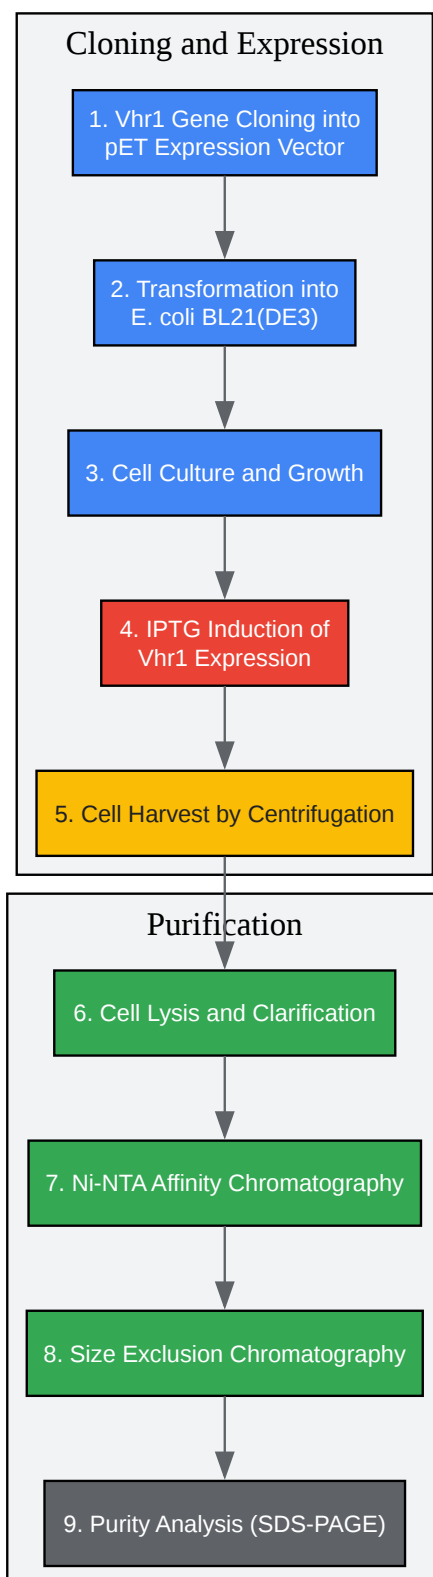 Cloning and Expression
1. Vhr1 Gene Cloning into
pET Expression Vector
2. Transformation into
E. coli BL21(DE3)
3. Cell Culture and Growth
4. IPTG Induction of
Vhr1 Expression
5. Cell Harvest by Centrifugation
Purification
6. Cell Lysis and Clarification
7. Ni-NTA Affinity Chromatography
8. Size Exclusion Chromatography
9. Purity Analysis (SDS-PAGE)